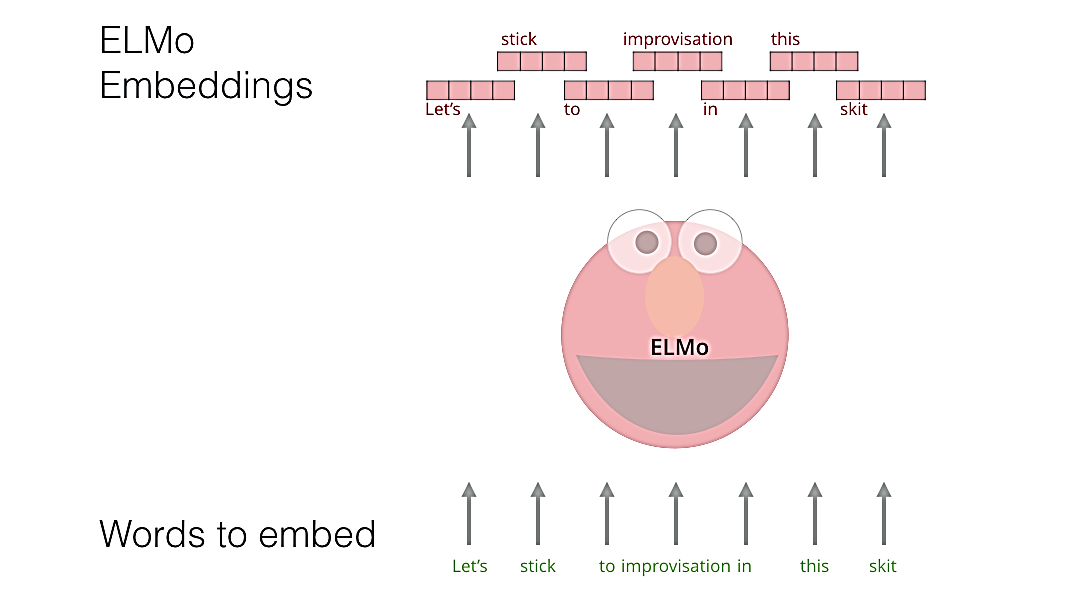 ELMo
Embeddings
stick improvisation this
Let's to in skit
ELMo
Words to embed
Let's stick to improvisation in this skit